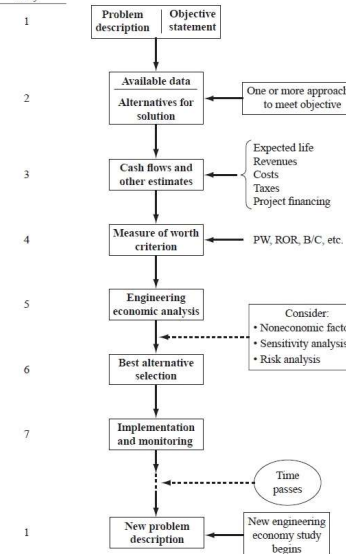 1
Problem
description
Objective
statement
2
Available data
Alternatives for
solution
One or more
to meet objective
3
Cash flows and
other estimates
Expected life
Revenues
Costs
Taxes
Project financing
4
Measure of worth
criterion
PW, ROR, B/C, etc.
5
Engineering
economic analysis
Consider:
• Noneconomic
• Sensitivity analysis
• Risk analysis
6
Best alternative
selection
7
Implementation
and monitoring
Time
passes
1
New problem
description
New engineering
economy study
begins